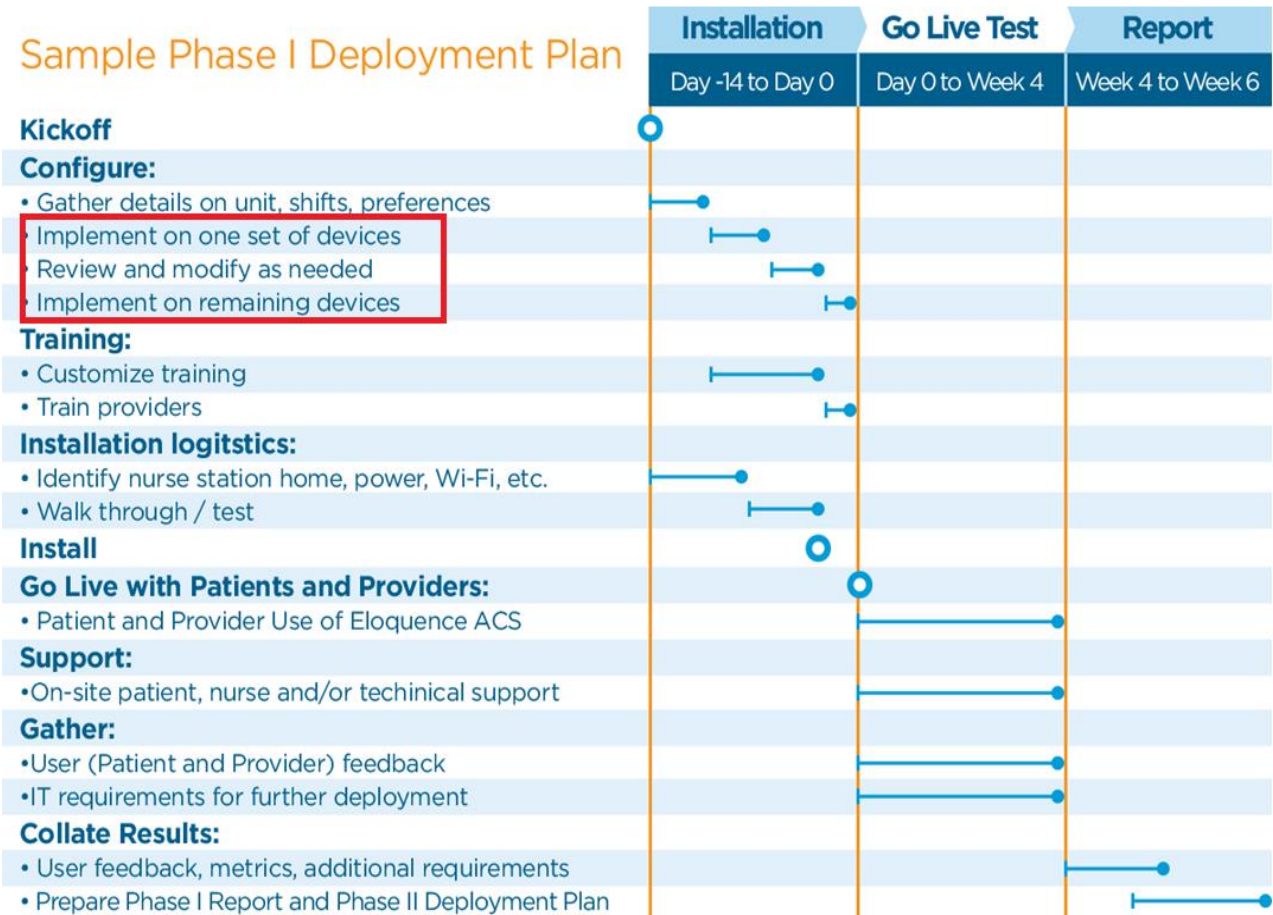 Sample Phase I Deployment Plan
Installation
Go Live Test
Report
Day -14 to Day 0
Day 0 to Week 4
Week 4 to Week 6
Kickoff
Configure:
• Gather details on unit, shifts, preferences
• Implement on one set of devices
• Review and modify as needed
• Implement on remaining devices
Training:
• Customize training
• Train providers
Installation logitstics:
• Identify nurse station home, power, Wi-Fi, etc.
• Walk through / test
Install
Go Live with Patients and Providers:
• Patient and Provider Use of Eloquence ACS
Support:
•On-site patient, nurse and/or techinical support
Gather:
•User (Patient and Provider) feedback
•IT requirements for further deployment
Collate Results:
• User feedback, metrics, additional requirements
• Prepare Phase I Report and Phase II Deployment Plan